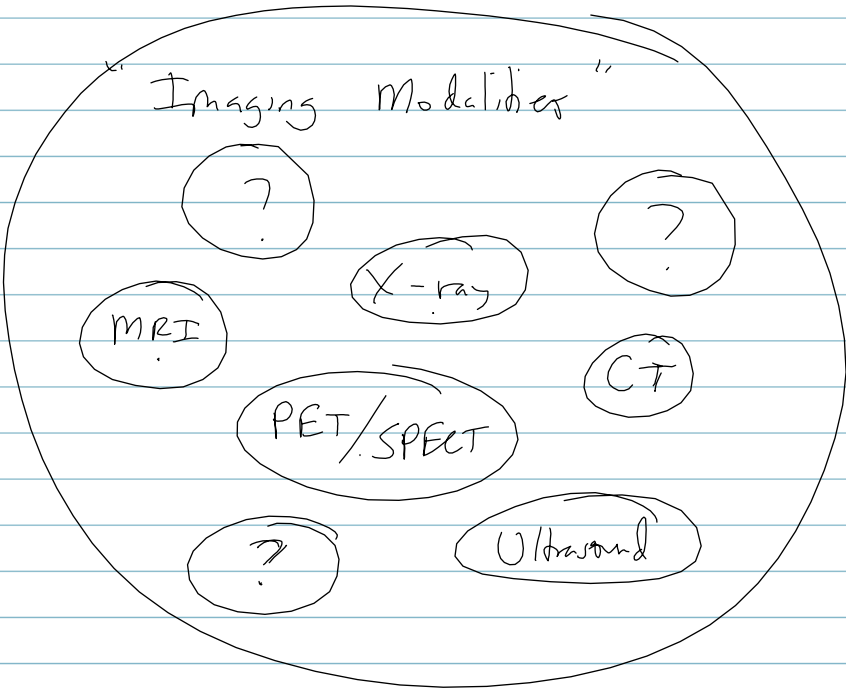 "Imaging Modalities"
?
?
X-ray
MRI
CT
PET/SPECT
?
Ultrasound